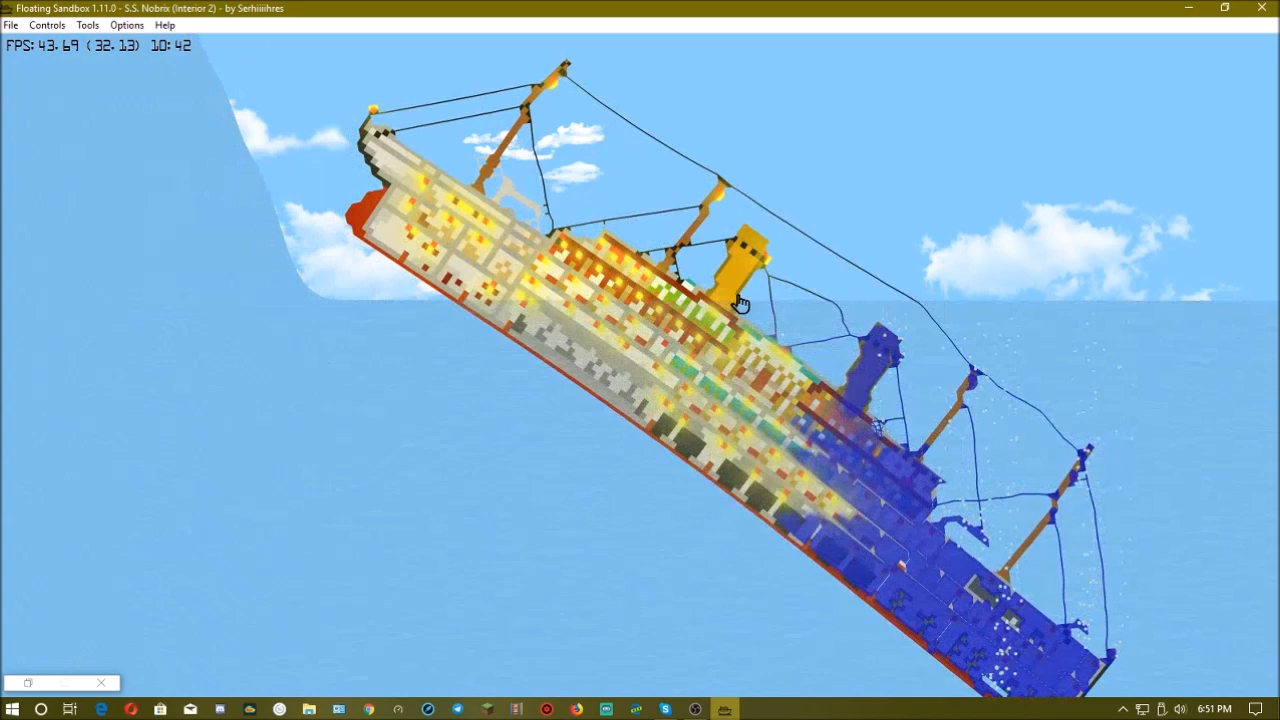 Floating Sandbox 1.11.0 - S.S. Nobrix (Interior 2) - by Serhiiiihres
File Controls Tools Options Help
FPS: 43.69 (32.13) 10:42
6:51 PM